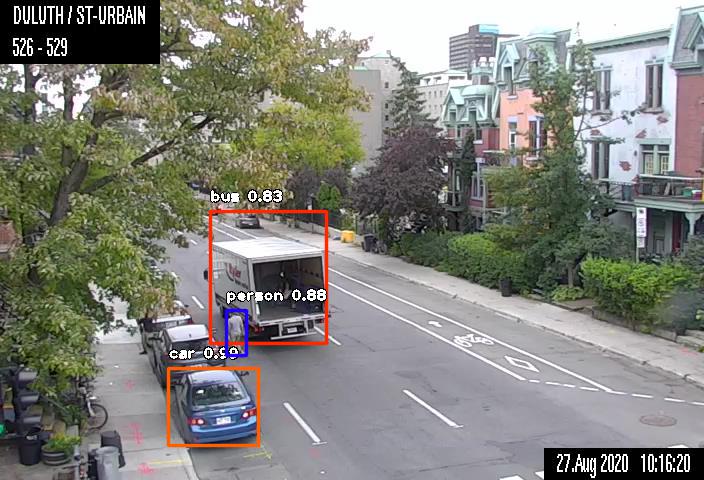 DULUTH / ST-URBAIN
526 - 529
bus 0.83
person 0.88
car 0.99
27.Aug 2020 10:16:20